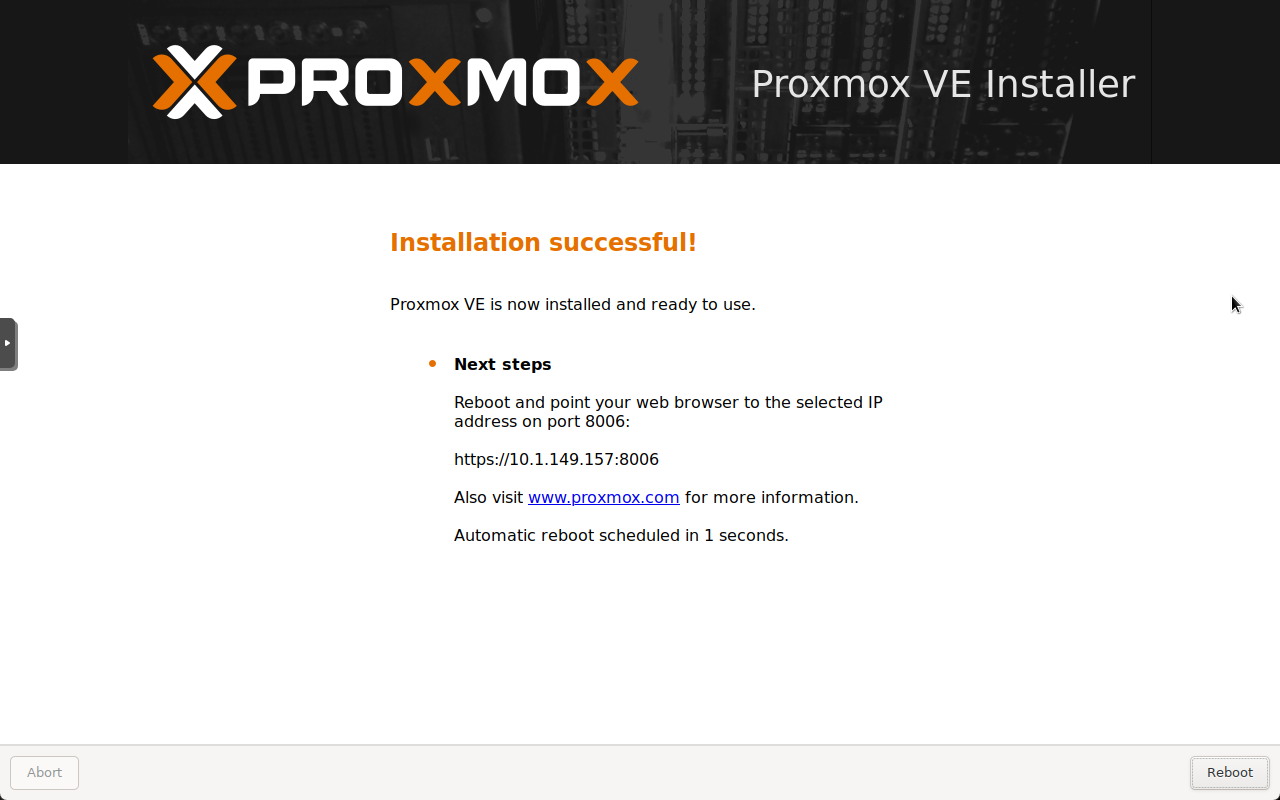 PROXMOX
Proxmox VE Installer
Installation successful!
Proxmox VE is now installed and ready to use.
Next steps
Reboot and point your web browser to the selected IP
address on port 8006:
https://10.1.149.157:8006
Also visit www.proxmox.com for more information.
Automatic reboot scheduled in 1 seconds.
Abort
Reboot